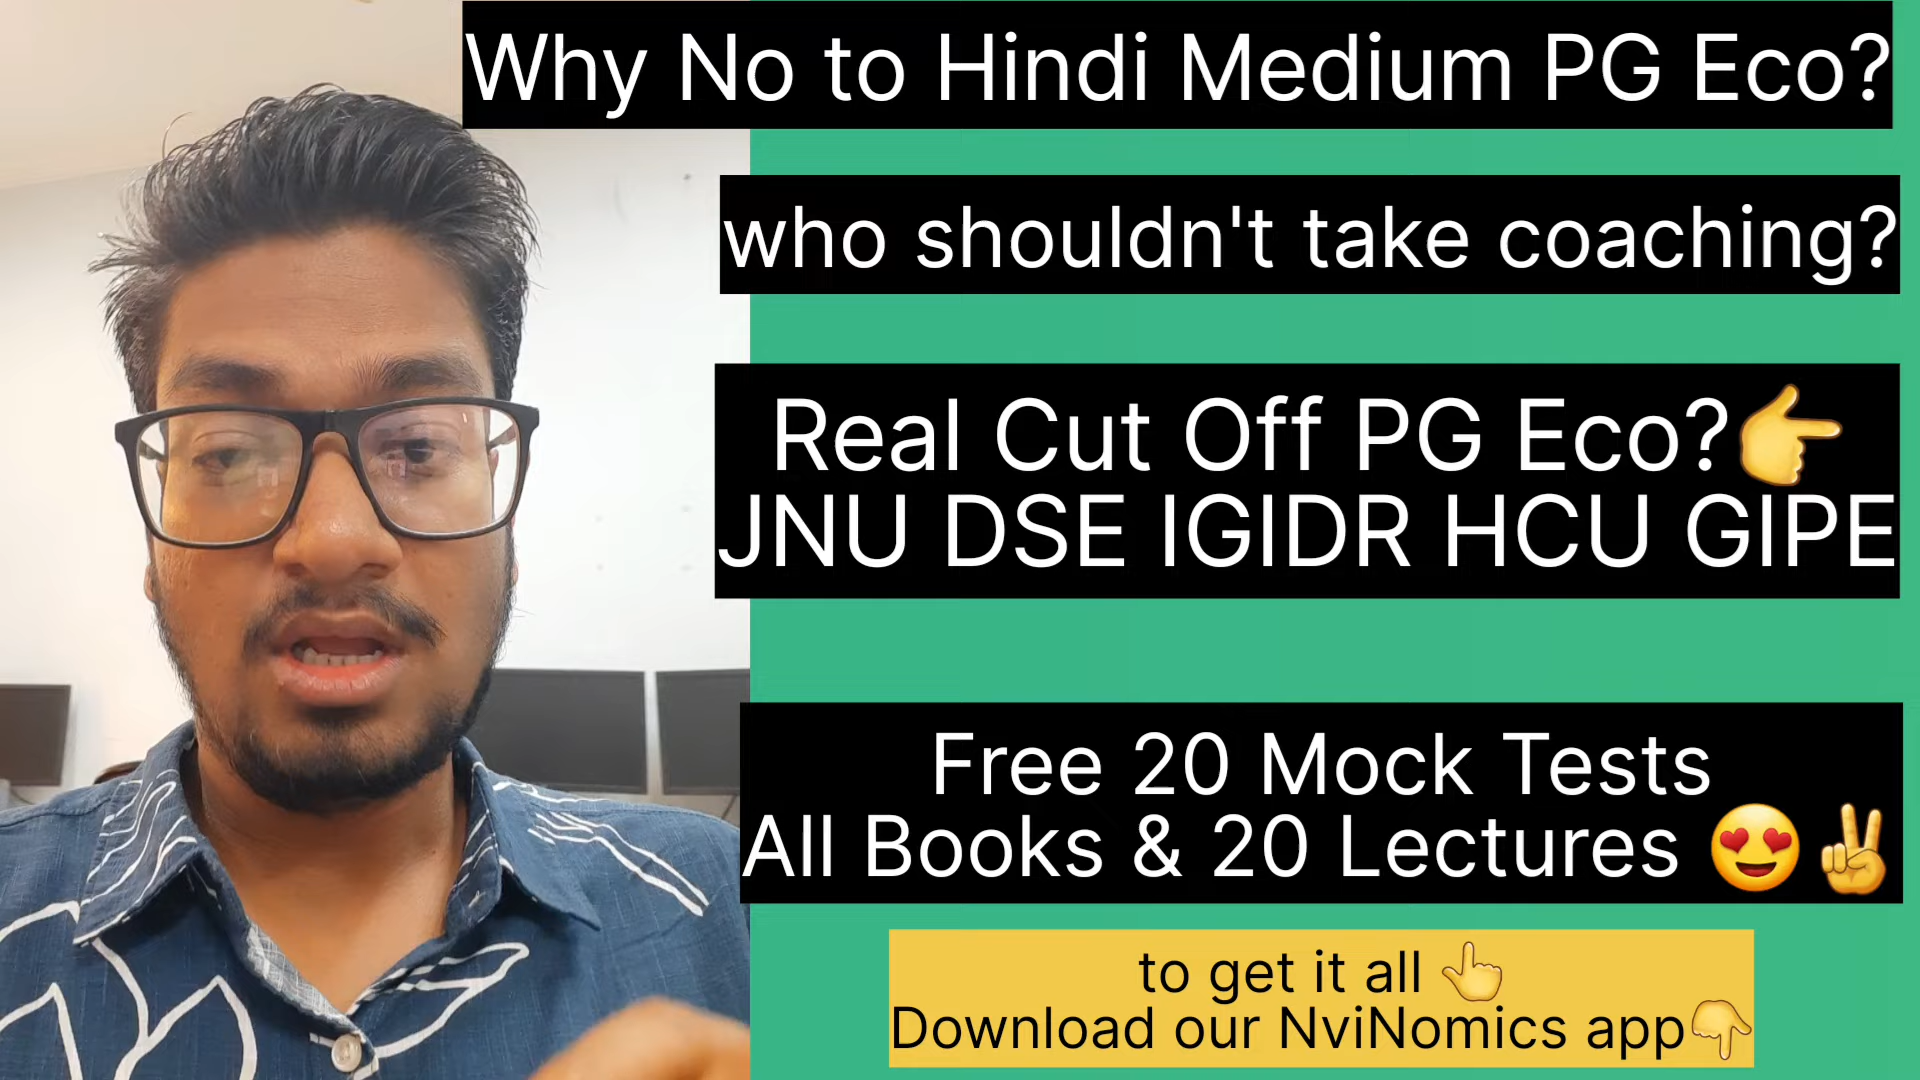 Why No to Hindi Medium PG Eco?
who shouldn't take coaching?
Real Cut Off PG Eco?👉
JNU DSE IGIDR HCU GIPE
Free 20 Mock Tests
All Books & 20 Lectures 😍✌
to get it all 👆
Download our NviNomics app👇